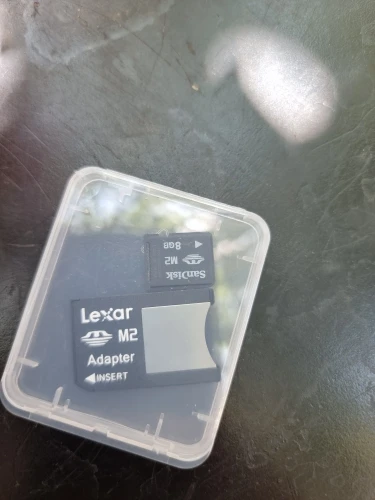 SanDisk
M2
8GB
Lexar
M2
Adapter
INSERT